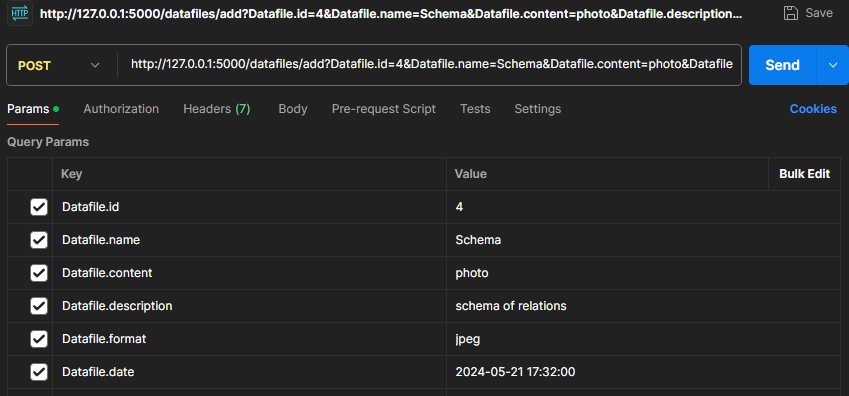 HTTP http://127.0.0.1:5000/datafiles/add?Datafile.id=4&Datafile.name=Schema&Datafile.content=photo&Datafile.description... Save
POST http://127.0.0.1:5000/datafiles/add?Datafile.id=4&Datafile.name=Schema&Datafile.content=photo&Datafile Send
Params Authorization Headers (7) Body Pre-request Script Tests Settings Cookies
Query Params
Key Value Bulk Edit
Datafile.id 4
Datafile.name Schema
Datafile.content photo
Datafile.description schema of relations
Datafile.format jpeg
Datafile.date 2024-05-21 17:32:00